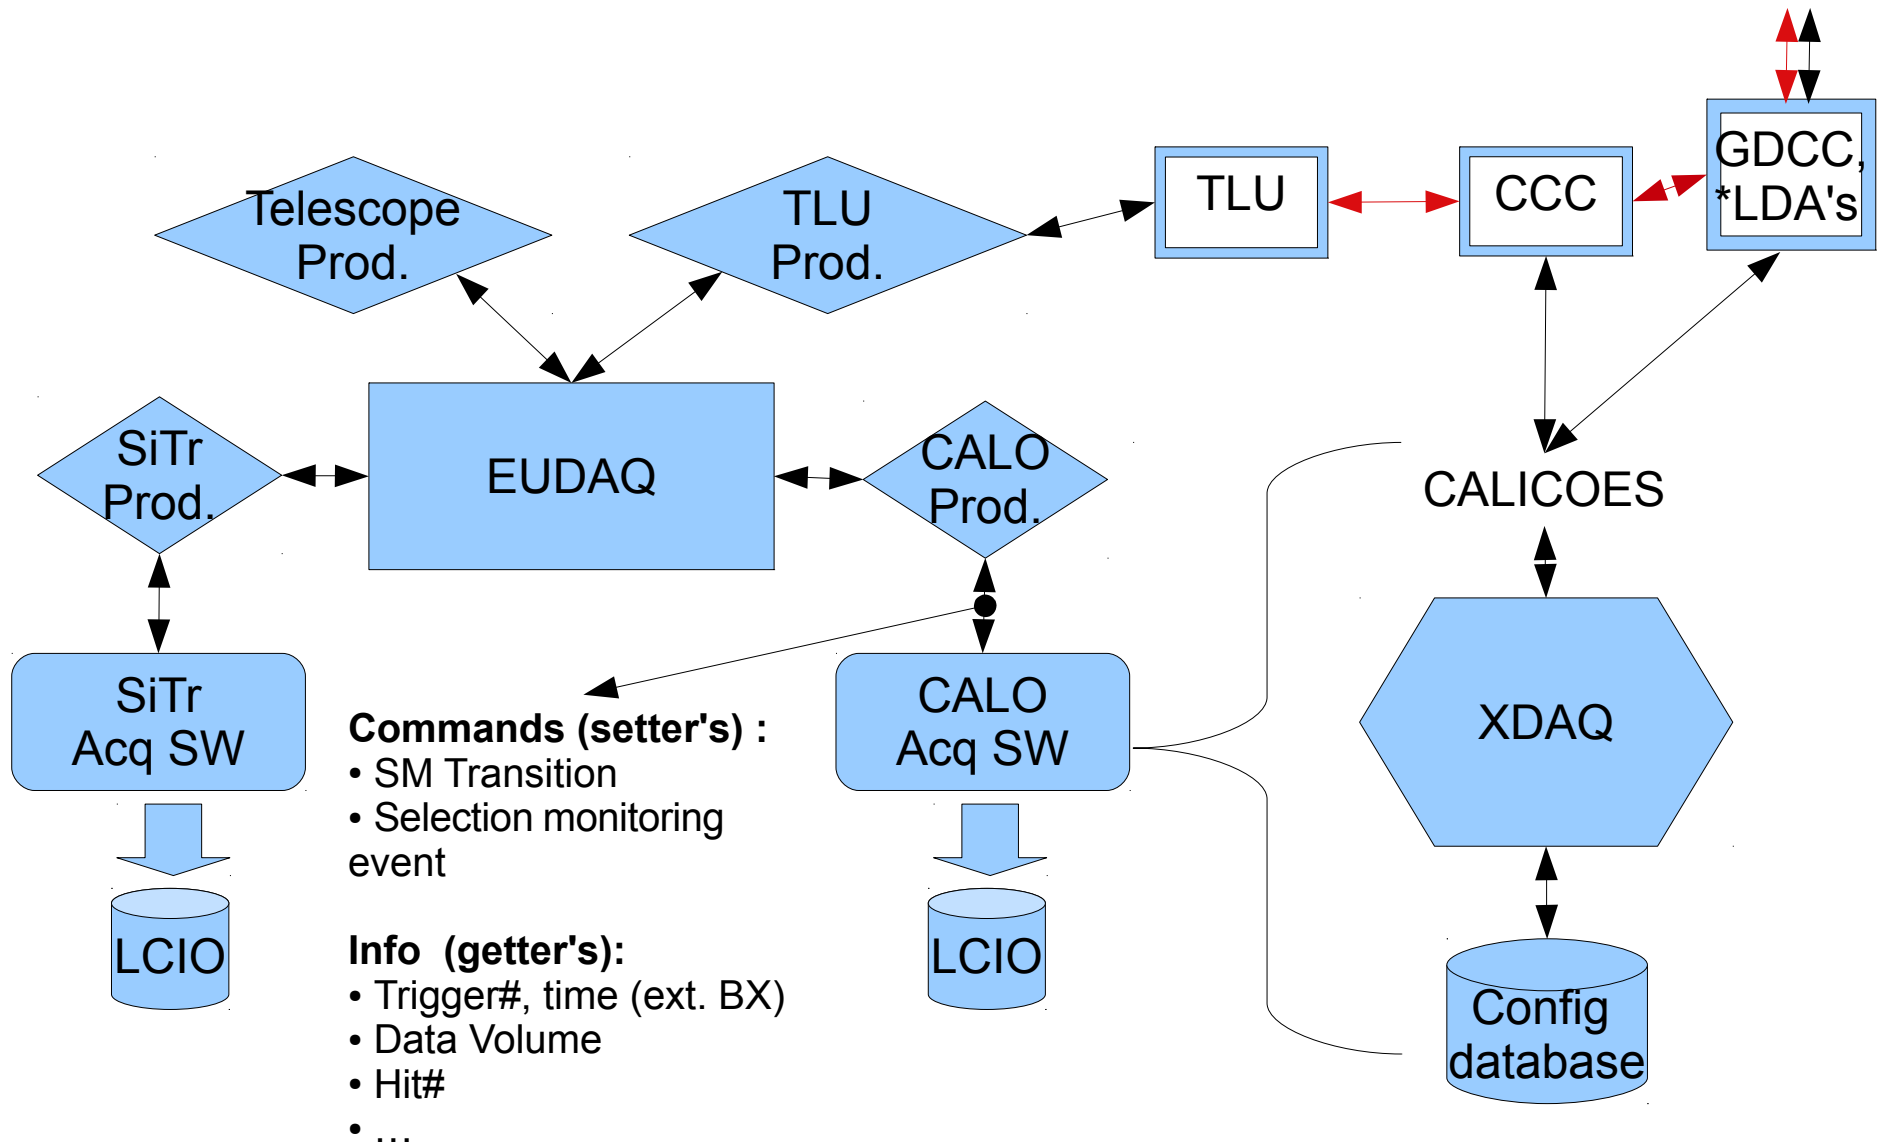 Telescope
Prod.
TLU
Prod.
TLU
CCC
GDCC,
*LDA's
SiTr
Prod.
EUDAQ
CALO
Prod.
CALICOES
SiTr
Acq SW
CALO
Acq SW
XDAQ
Commands (setter's) :
• SM Transition
• Selection monitoring
event
LCIO
LCIO
Info  (getter's):
• Trigger#, time (ext. BX)
• Data Volume
• Hit#
• …
Config
database